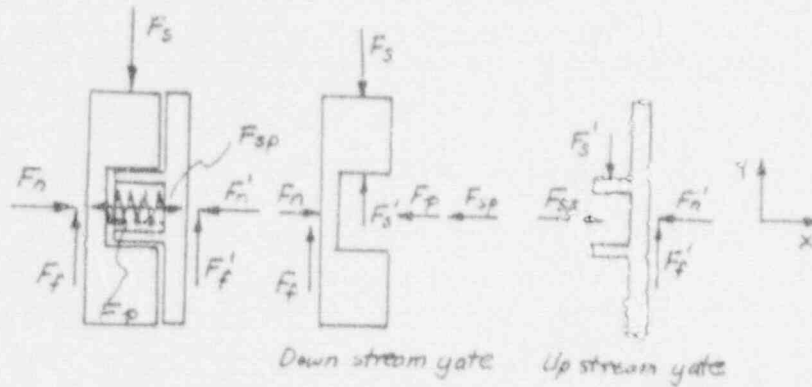 Fs
Fs
Fsp
Fs'
Y
Fn
Fn'
Fn
Fp
Fsp
Fsp
Fn'
X
Fs'
Ff
Ff'
Ff
Ff'
Fp
Down stream gate
Up stream gate